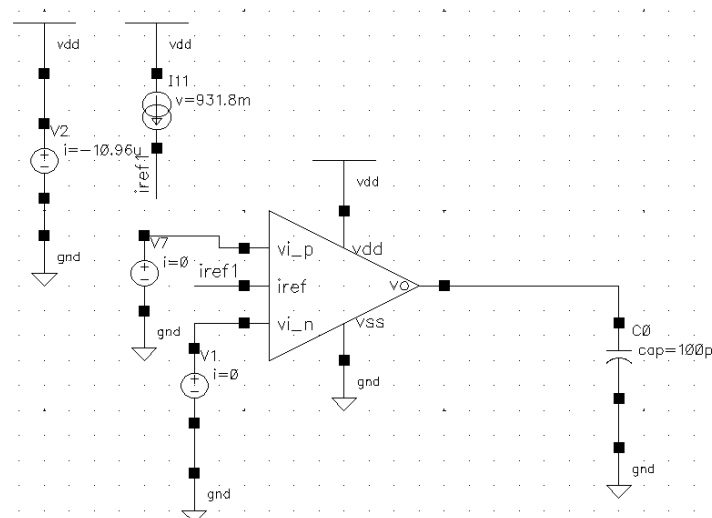 vdd
vdd
I11
v=931.8m
V2
i=-10.96u
iref1
vdd
gnd
V7
i=0
vi_p
vdd
iref1
iref
vo
gnd
vi_n
vss
V1
i=0
gnd
C0
cap=100p
gnd
gnd